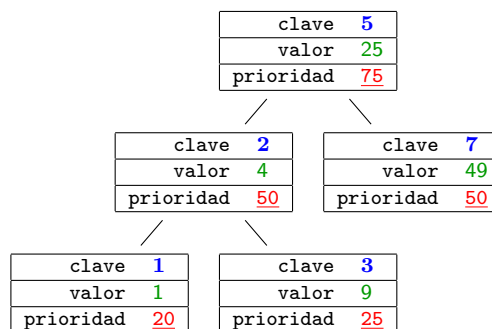 clave 5
valor 25
prioridad 75
clave 2
valor 4
prioridad 50
clave 7
valor 49
prioridad 50
clave 1
valor 1
prioridad 20
clave 3
valor 9
prioridad 25